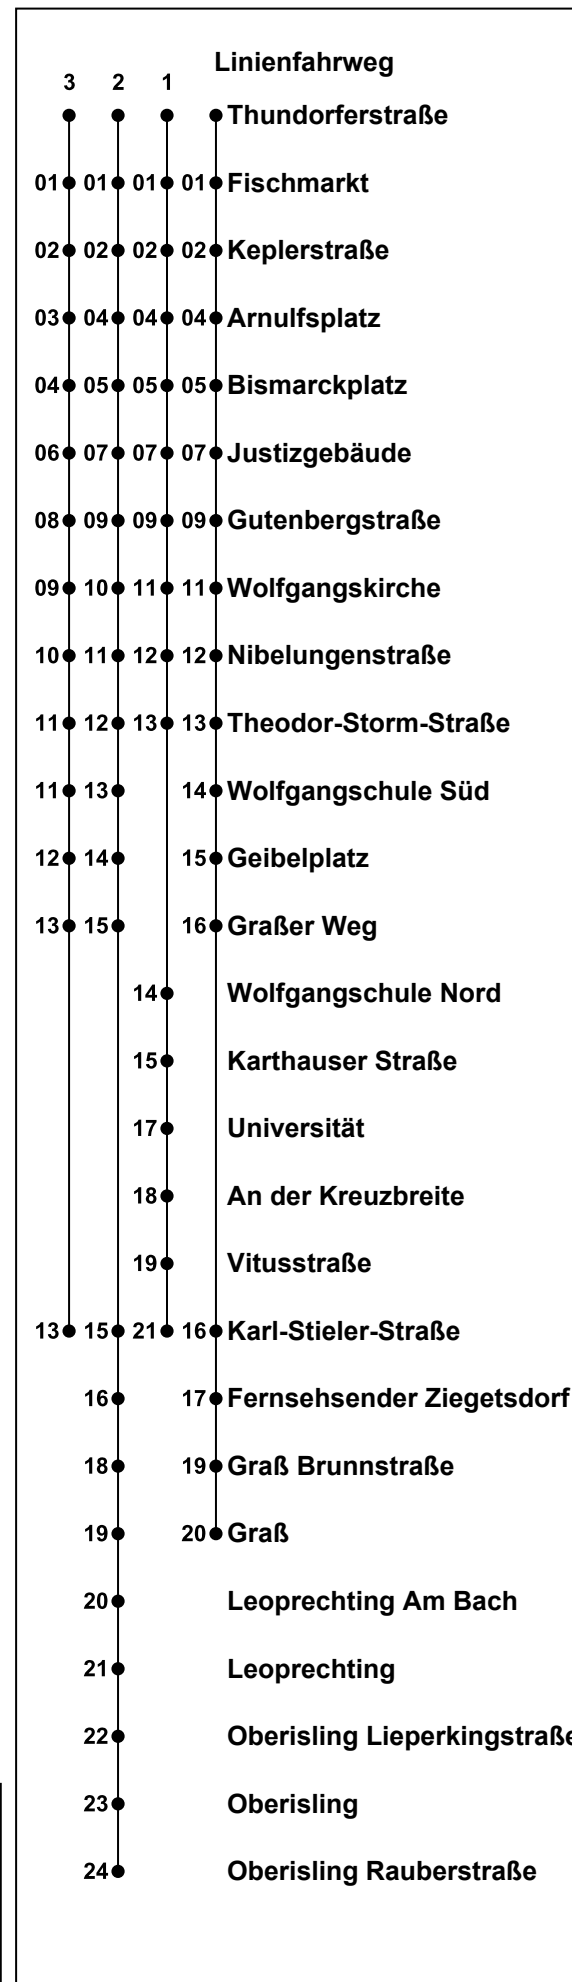 Linienfahrweg
3 2 1
Thundorferstraße
01 01 01 01 Fischmarkt
02 02 02 02 Keplerstraße
03 04 04 04 Arnulfsplatz
04 05 05 05 Bismarckplatz
06 07 07 07 Justizgebäude
08 09 09 09 Gutenbergstraße
09 10 11 11 Wolfgangskirche
10 11 12 12 Nibelungenstraße
11 12 13 13 Theodor-Storm-Straße
11 13 14 Wolfgangschule Süd
12 14 15 Geibelplatz
13 15 16 Graßer Weg
14 Wolfgangschule Nord
15 Karthauser Straße
17 Universität
18 An der Kreuzbreite
19 Vitusstraße
13 15 21 16 Karl-Stieler-Straße
16 17 Fernsehsender Ziegetsdorf
18 19 Graß Brunnstraße
19 20 Graß
20 Leoprechting Am Bach
21 Leoprechting
22 Oberisling Lieperkingstraße
23 Oberisling
24 Oberisling Rauberstraße